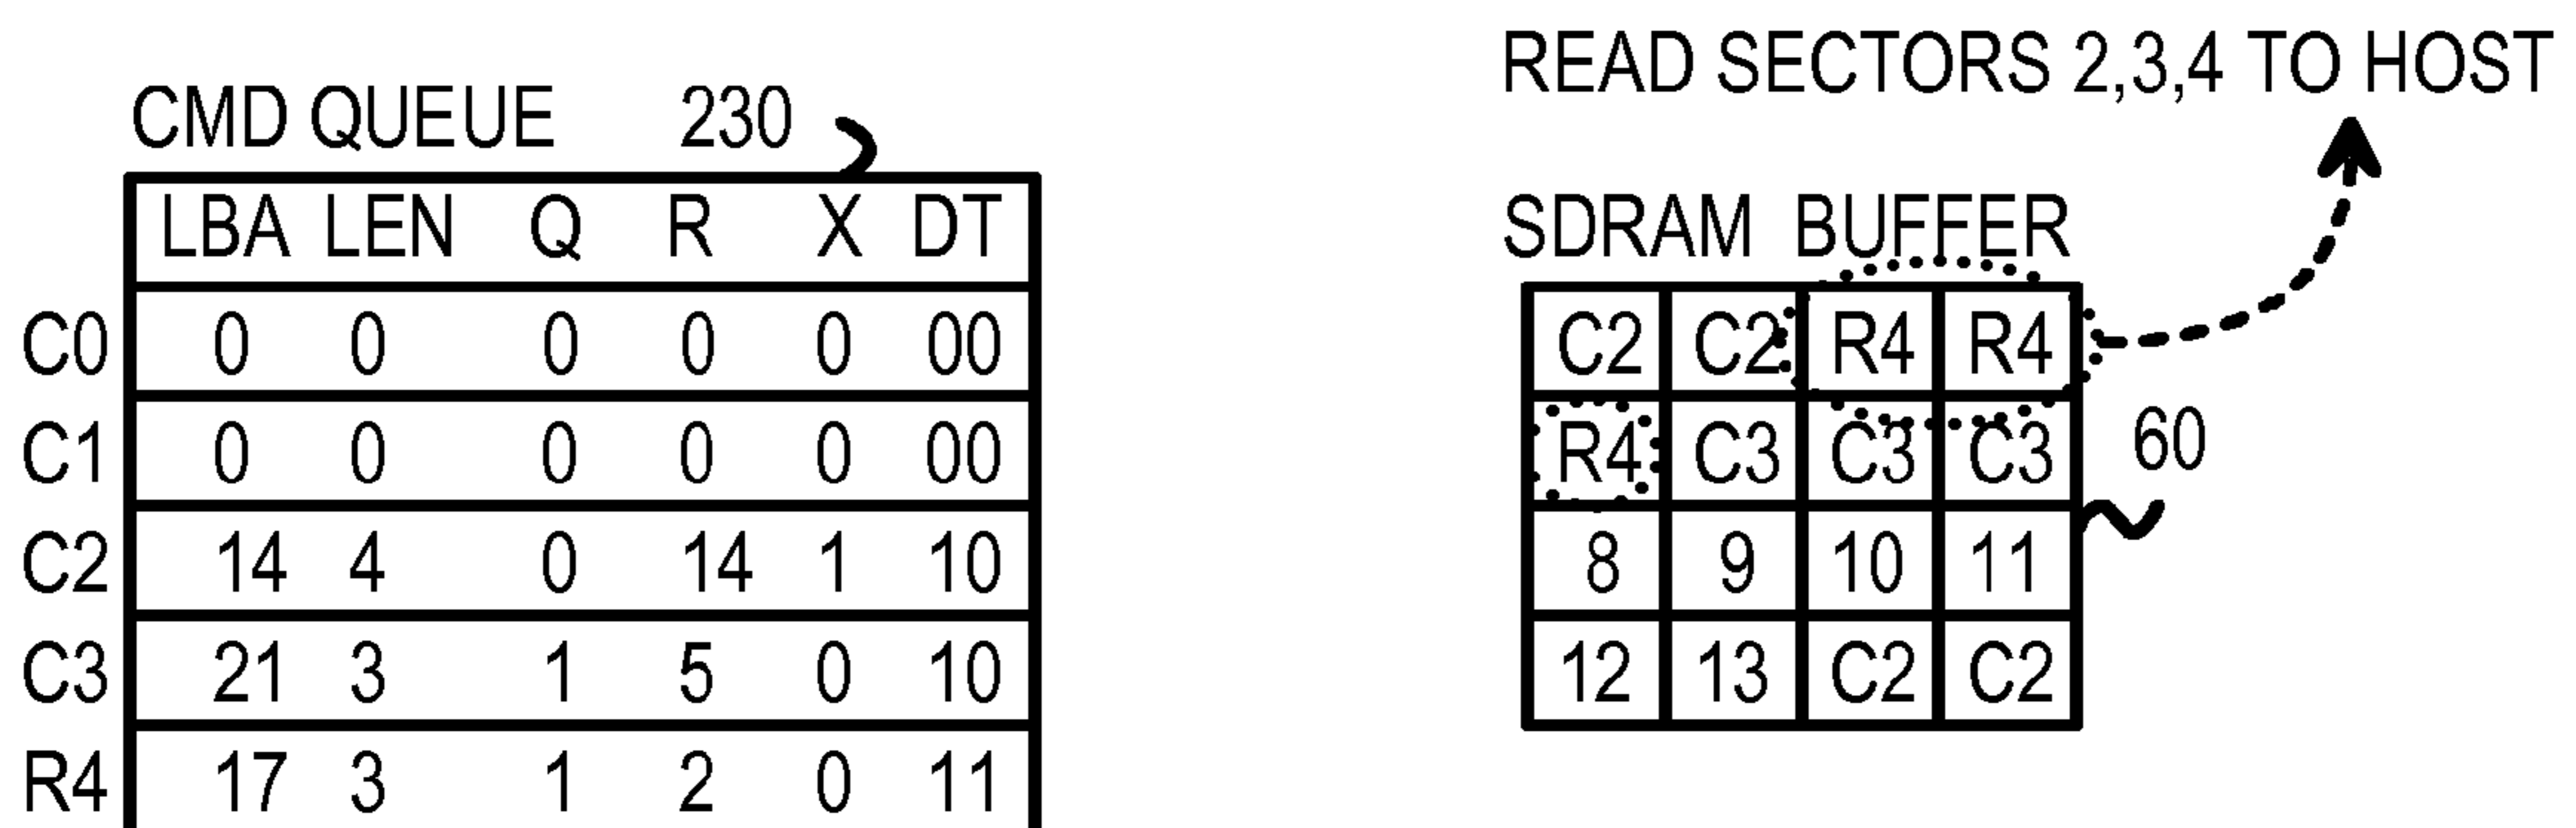 READ SECTORS 2,3,4 TO HOST
CMD QUEUE 230
LBA LEN Q R X DT
C0 0 0 0 0 0 00
C1 0 0 0 0 0 00
C2 14 4 0 14 1 10
C3 21 3 1 5 0 10
R4 17 3 1 2 0 11
SDRAM BUFFER
C2 C2 R4 R4
R4 C3 C3 C3
60
8 9 10 11
12 13 C2 C2